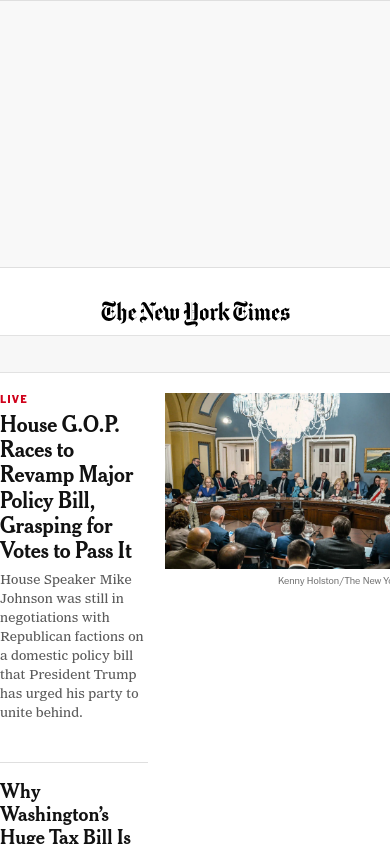 The New York Times
LIVE
House G.O.P.
Races to
Revamp Major
Policy Bill,
Grasping for
Votes to Pass It
House Speaker Mike
Johnson was still in
negotiations with
Republican factions on
a domestic policy bill
that President Trump
has urged his party to
unite behind.
Kenny Holston/The New Yo
Why
Washington’s
Huge Tax Bill Is